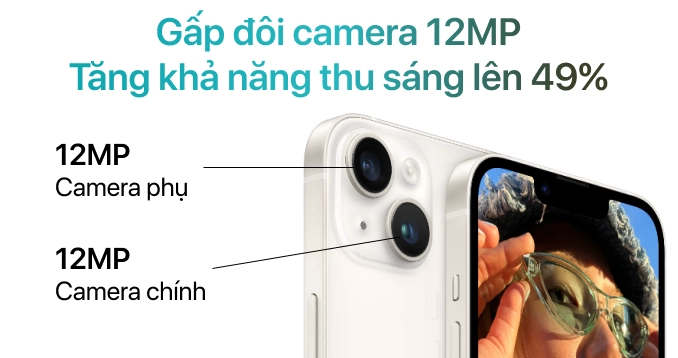 Gấp đôi camera 12MP
Tăng khả năng thu sáng lên 49%
12MP
Camera phụ
12MP
Camera chính